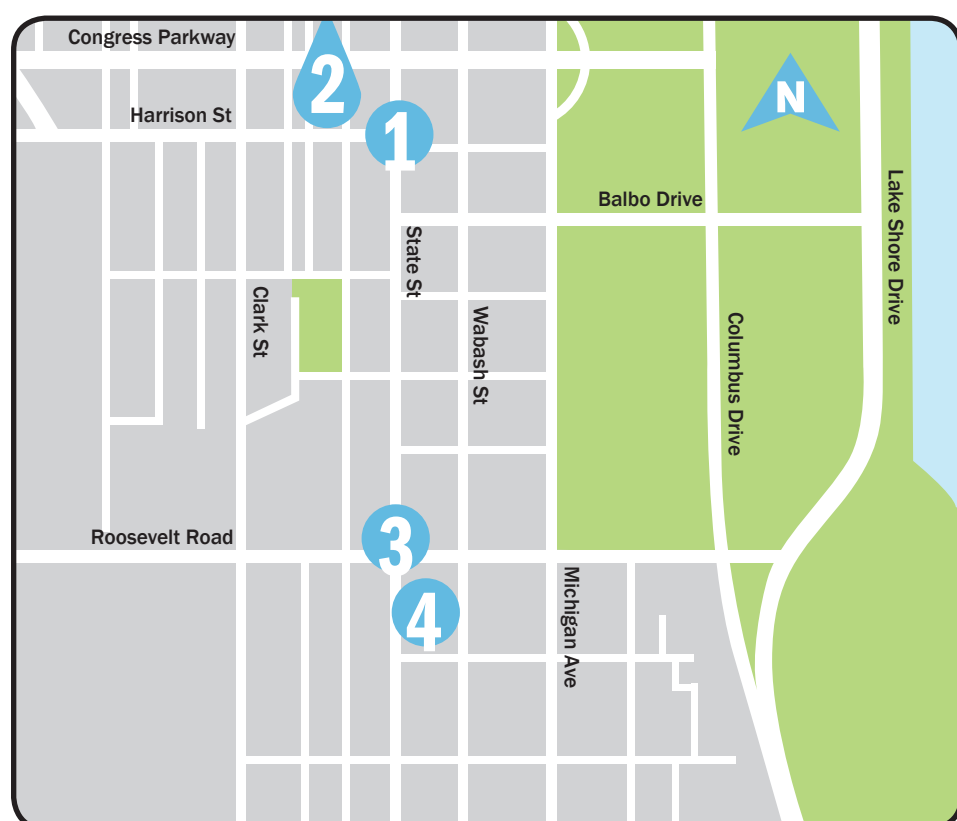 Congress Parkway
2
N
Harrison St
1
Balbo Drive
Lake Shore Drive
State St
Clark St
Wabash St
Columbus Drive
Roosevelt Road
3
4
Michigan Ave